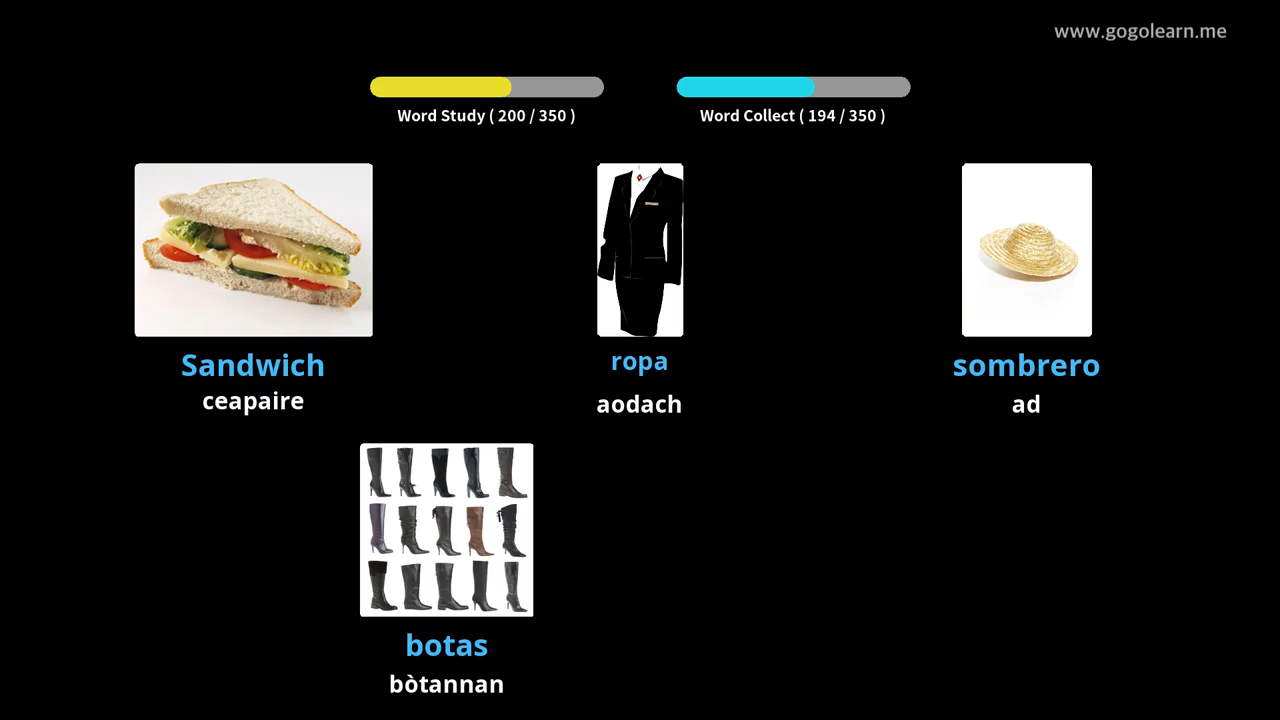 www.gogolearn.me
Word Study ( 200 / 350 )
Word Collect ( 194 / 350 )
Sandwich
ceapaire
ropa
aodach
sombrero
ad
botas
bòtannan